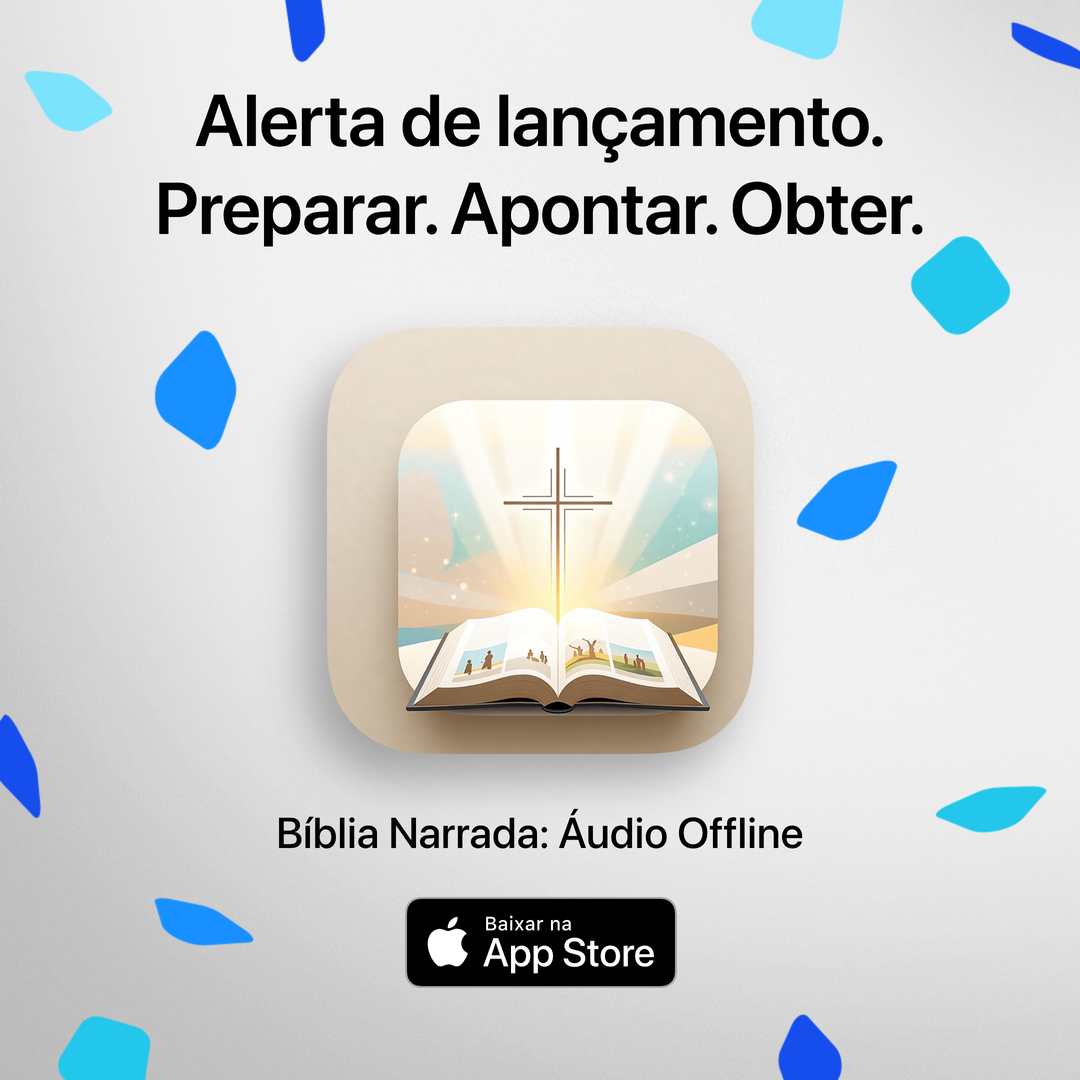 Alerta de lançamento.
Preparar. Apontar. Obter.
Bíblia Narrada: Áudio Offline
Baixar na
App Store